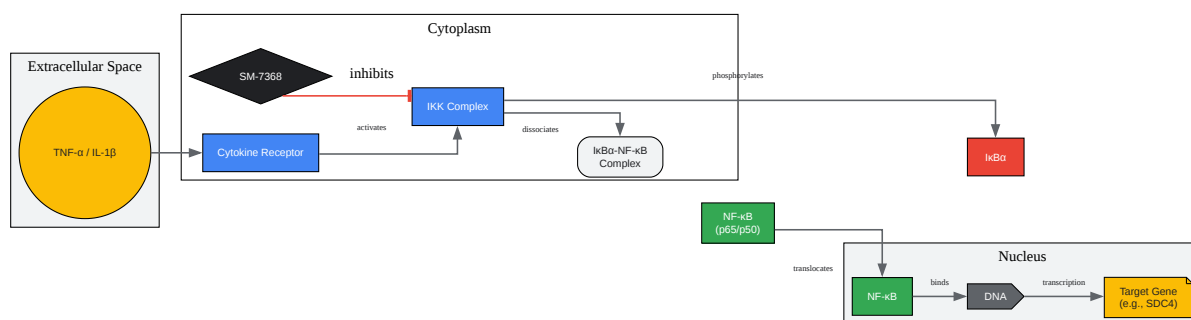 Cytoplasm
Extracellular Space
SM-7368
inhibits
phosphorylates
IKK Complex
TNF-α / IL-1β
Cytokine Receptor
activates
dissociates
IκBα-NF-κB
Complex
IκBα
NF-κB
(p65/p50)
Nucleus
translocates
NF-κB
binds
DNA
transcription
Target Gene
(e.g., SDC4)